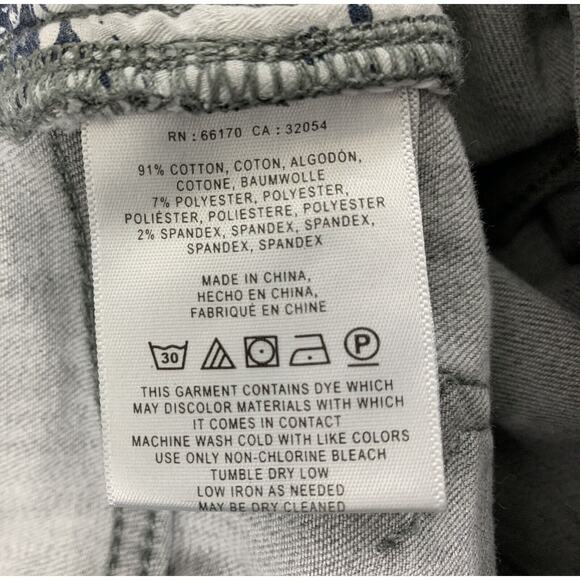 RN : 66170 CA : 32054
91% COTTON, COTON, ALGODÓN,
COTONE, BAUMWOLLE
7% POLYESTER, POLYESTER,
POLIÉSTER, POLIESTERE, POLYESTER
2% SPANDEX, SPANDEX, SPANDEX,
SPANDEX, SPANDEX
MADE IN CHINA,
HECHO EN CHINA,
FABRIQUÉ EN CHINE
30 P
THIS GARMENT CONTAINS DYE WHICH
MAY DISCOLOR MATERIALS WITH WHICH
IT COMES IN CONTACT
MACHINE WASH COLD WITH LIKE COLORS
USE ONLY NON-CHLORINE BLEACH
TUMBLE DRY LOW
LOW IRON AS NEEDED
MAY BE DRY CLEANED